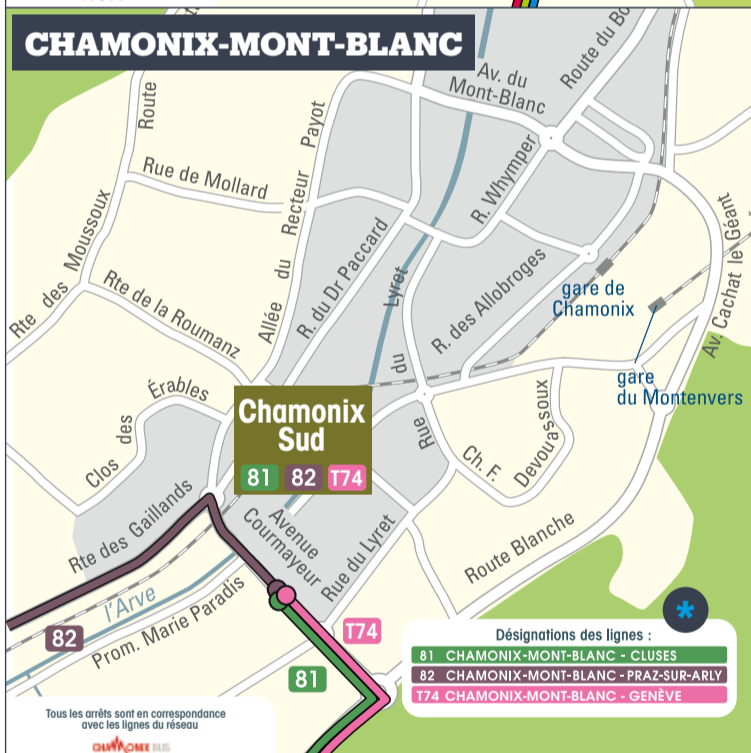 CHAMONIX-MONT-BLANC
Route
Av. du
Mont-Blanc
Allée du Recteur Payot
Rue de Mollard
R. Whymper
Rte des Moussoux
R. du Dr Paccard
Av. Cachat le Géant
Rte de la Roumanz
R. des Allobroges
gare de
Chamonix
gare
du Montenvers
Clos des Érables
Chamonix
Sud
81 82 T74
Rue du Lyret
Ch. F. Devouassoux
Rte des Gaillands
Avenue
Courmayeur
Rue du Lyret
Route Blanche
l'Arve
Prom. Marie Paradis
82
T74
81
*
Désignations des lignes :
81 CHAMONIX-MONT-BLANC - CLUSES
82 CHAMONIX-MONT-BLANC - PRAZ-SUR-ARLY
T74 CHAMONIX-MONT-BLANC - GENÈVE
Tous les arrêts sont en correspondance
avec les lignes du réseau
CHAMONIX BUS